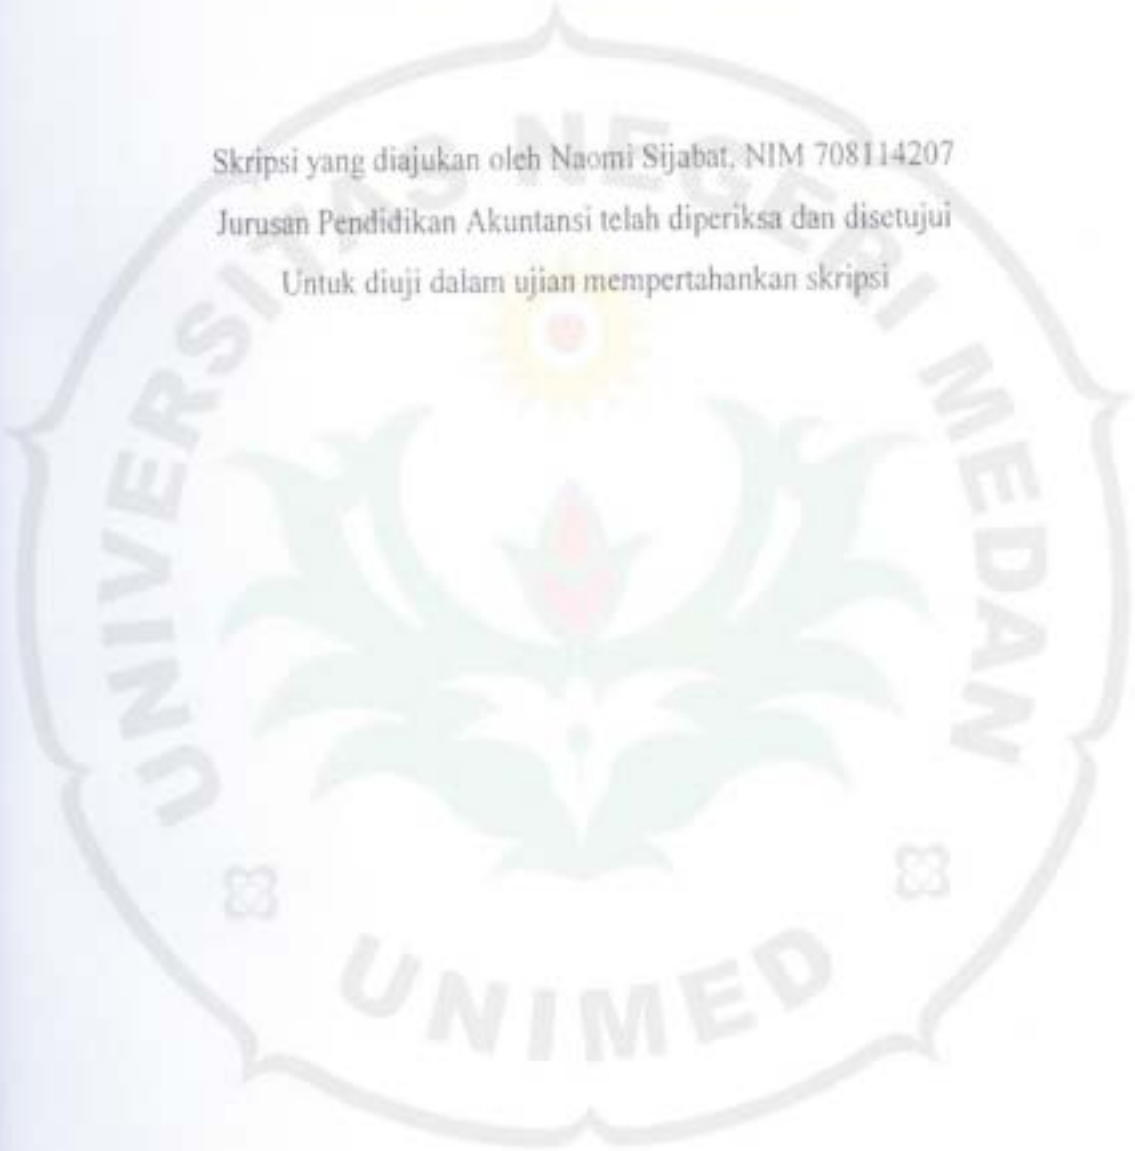 Skripsi yang diajukan oleh Naomi Sijabat, NIM 708114207
Jurusan Pendidikan Akuntansi telah diperiksa dan disetujui
Untuk diuji dalam ujian mempertahankan skripsi
UNIVERSITAS NEGERI MEDAN
UNIMED